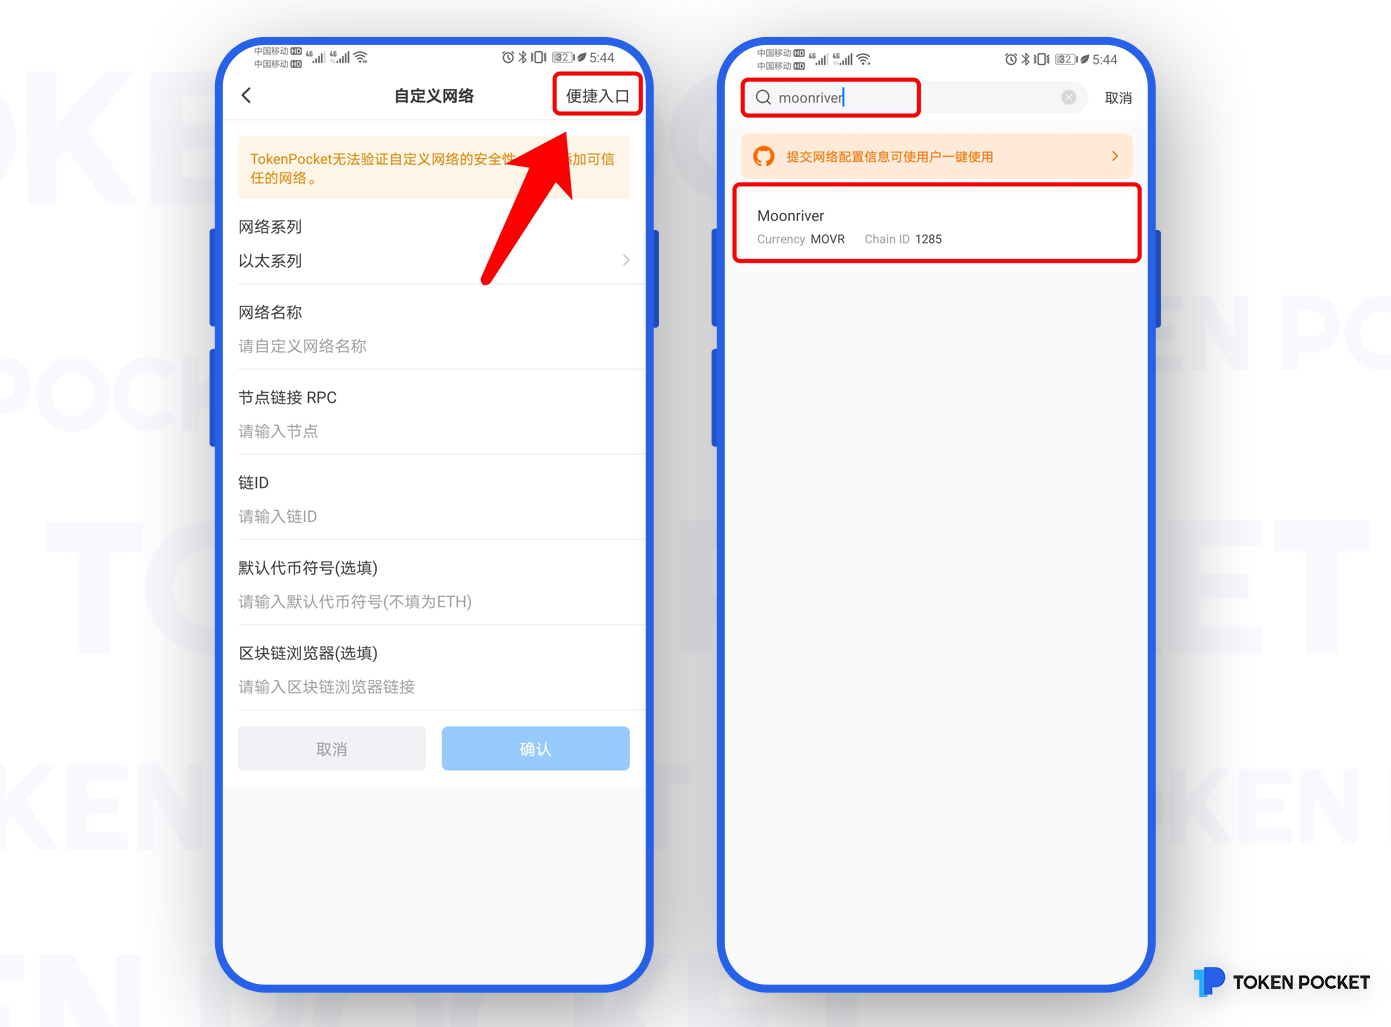 中国移动 HD
中国移动 HD
4G 4G
32 5:44
自定义网络
便捷入口
TokenPocket无法验证自定义网络的安全性
添加可信
任的网络。
网络系列
以太系列
网络名称
请自定义网络名称
节点链接 RPC
请输入节点
链ID
请输入链ID
默认代币符号(选填)
请输入默认代币符号(不填为ETH)
区块链浏览器(选填)
请输入区块链浏览器链接
取消
确认
中国移动 HD
中国移动 HD
4G 4G
32 5:44
moonriver
取消
提交网络配置信息可使用户一键使用
Moonriver
Currency MOVR Chain ID 1285
TOKEN POCKET